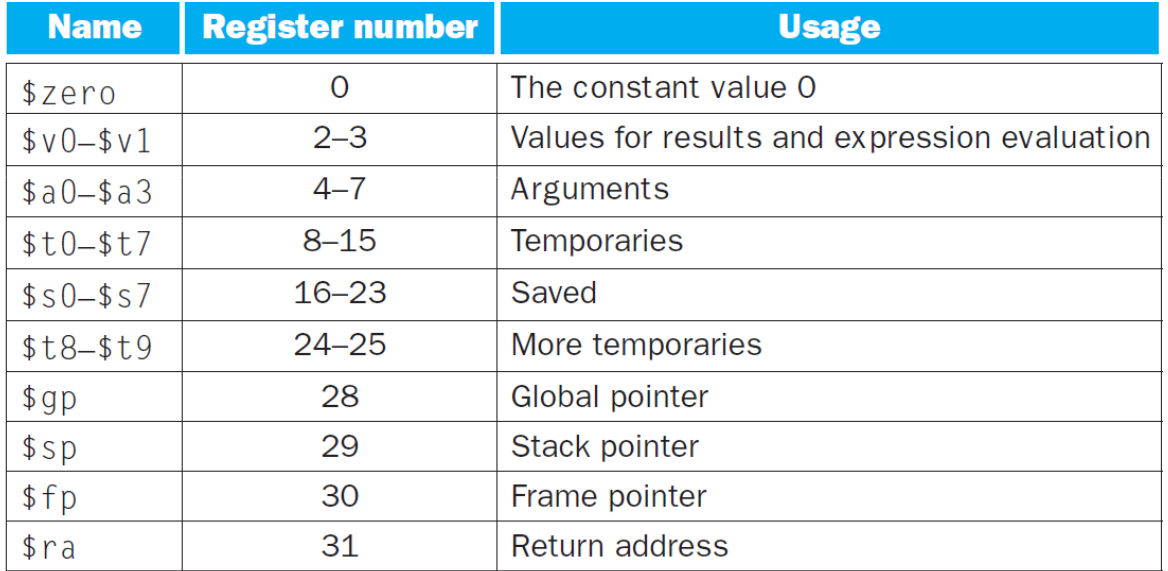 Name Register number Usage
$zero 0 The constant value 0
$v0–$v1 2–3 Values for results and expression evaluation
$a0–$a3 4–7 Arguments
$t0–$t7 8–15 Temporaries
$s0–$s7 16–23 Saved
$t8–$t9 24–25 More temporaries
$gp 28 Global pointer
$sp 29 Stack pointer
$fp 30 Frame pointer
$ra 31 Return address